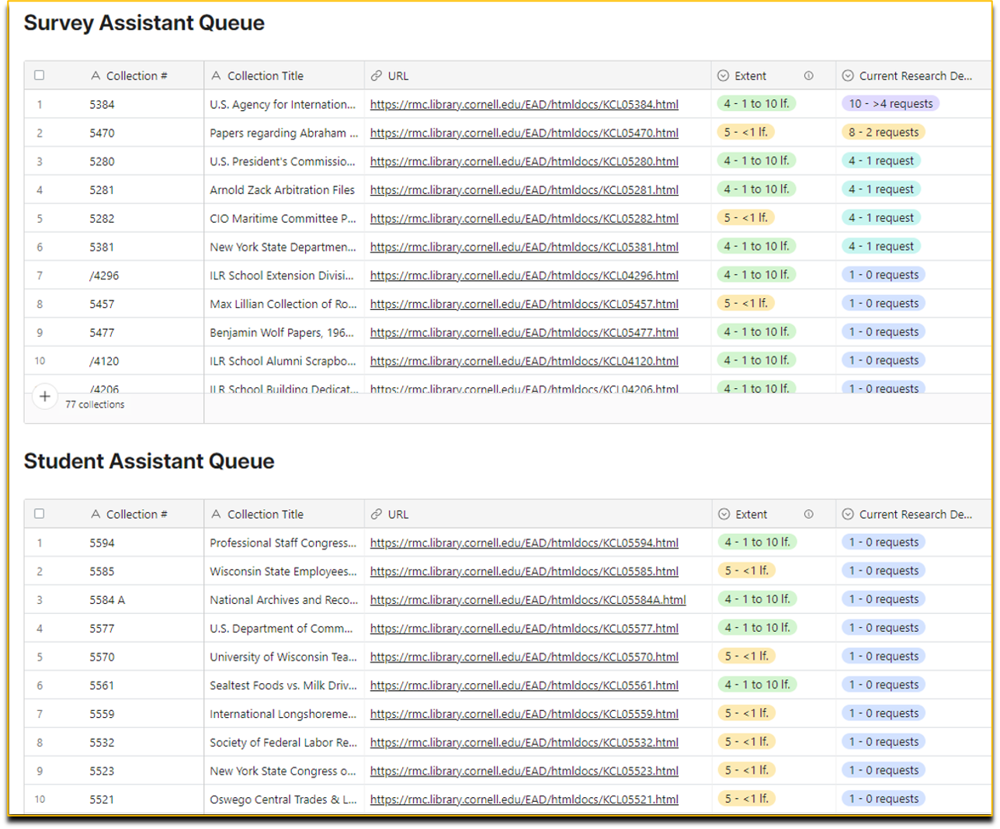 Survey Assistant Queue
Collection # Collection Title URL Extent Current Research De...
1 5384 U.S. Agency for Internation... https://rmc.library.cornell.edu/EAD/htmldocs/KCL05384.html 4 - 1 to 10 lf. 10 - >4 requests
2 5470 Papers regarding Abraham ... https://rmc.library.cornell.edu/EAD/htmldocs/KCL05470.html 5 - <1 lf. 8 - 2 requests
3 5280 U.S. President's Commissio... https://rmc.library.cornell.edu/EAD/htmldocs/KCL05280.html 4 - 1 to 10 lf. 4 - 1 request
4 5281 Arnold Zack Arbitration Files https://rmc.library.cornell.edu/EAD/htmldocs/KCL05281.html 4 - 1 to 10 lf. 4 - 1 request
5 5282 CIO Maritime Committee P... https://rmc.library.cornell.edu/EAD/htmldocs/KCL05282.html 5 - <1 lf. 4 - 1 request
6 5381 New York State Departmen... https://rmc.library.cornell.edu/EAD/htmldocs/KCL05381.html 4 - 1 to 10 lf. 4 - 1 request
7 /4296 ILR School Extension Divisi... https://rmc.library.cornell.edu/EAD/htmldocs/KCL04296.html 4 - 1 to 10 lf. 1 - 0 requests
8 5457 Max Lillian Collection of Ro... https://rmc.library.cornell.edu/EAD/htmldocs/KCL05457.html 5 - <1 lf. 1 - 0 requests
9 5477 Benjamin Wolf Papers, 196... https://rmc.library.cornell.edu/EAD/htmldocs/KCL05477.html 4 - 1 to 10 lf. 1 - 0 requests
10 /4120 ILR School Alumni Scrapbo... https://rmc.library.cornell.edu/EAD/htmldocs/KCL04120.html 4 - 1 to 10 lf. 1 - 0 requests
/4206 ILR School Building Dedicat... https://rmc.library.cornell.edu/EAD/htmldocs/KCL04206.html 4 - 1 to 10 lf. 1 - 0 requests
77 collections
Student Assistant Queue
Collection # Collection Title URL Extent Current Research De...
1 5594 Professional Staff Congress... https://rmc.library.cornell.edu/EAD/htmldocs/KCL05594.html 4 - 1 to 10 lf. 1 - 0 requests
2 5585 Wisconsin State Employees... https://rmc.library.cornell.edu/EAD/htmldocs/KCL05585.html 5 - <1 lf. 1 - 0 requests
3 5584 A National Archives and Reco... https://rmc.library.cornell.edu/EAD/htmldocs/KCL05584A.html 4 - 1 to 10 lf. 1 - 0 requests
4 5577 U.S. Department of Comm... https://rmc.library.cornell.edu/EAD/htmldocs/KCL05577.html 4 - 1 to 10 lf. 1 - 0 requests
5 5570 University of Wisconsin Tea... https://rmc.library.cornell.edu/EAD/htmldocs/KCL05570.html 5 - <1 lf. 1 - 0 requests
6 5561 Sealtest Foods vs. Milk Driv... https://rmc.library.cornell.edu/EAD/htmldocs/KCL05561.html 4 - 1 to 10 lf. 1 - 0 requests
7 5559 International Longshoreme... https://rmc.library.cornell.edu/EAD/htmldocs/KCL05559.html 5 - <1 lf. 1 - 0 requests
8 5532 Society of Federal Labor Re... https://rmc.library.cornell.edu/EAD/htmldocs/KCL05532.html 5 - <1 lf. 1 - 0 requests
9 5523 New York State Congress o... https://rmc.library.cornell.edu/EAD/htmldocs/KCL05523.html 5 - <1 lf. 1 - 0 requests
10 5521 Oswego Central Trades & L... https://rmc.library.cornell.edu/EAD/htmldocs/KCL05521.html 5 - <1 lf. 1 - 0 requests